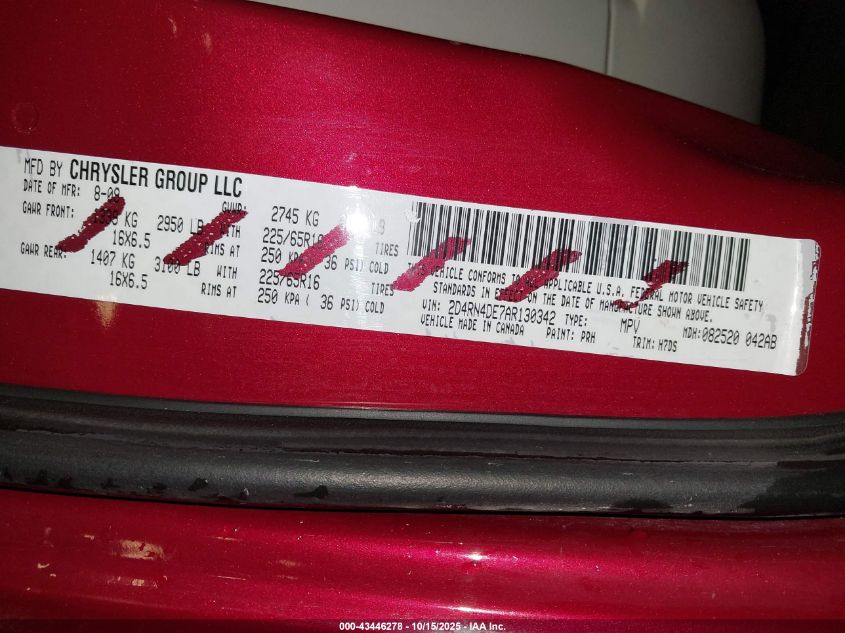 MFD BY CHRYSLER GROUP LLC
DATE OF MFR: 8-09 GVWR: 2745 KG
GAWR FRONT: KG 2950 LB WITH 225/65R16 TIRES
16X6.5 RIMS AT 250 KPA ( 36 PSI) COLD
GAWR REAR: 1407 KG 3100 LB WITH 225/65R16 TIRES
16X6.5 RIMS AT 250 KPA ( 36 PSI) COLD
THIS VEHICLE CONFORMS TO ALL APPLICABLE U.S.A. FEDERAL MOTOR VEHICLE SAFETY
STANDARDS IN EFFECT ON THE DATE OF MANUFACTURE SHOWN ABOVE.
VIN: 2D4RN4DE7AR130342 TYPE: MPV MDH:082520 042AB
VEHICLE MADE IN CANADA PAINT: PRH TRIM: H7DS
000-43446278 - 10/15/2025 - IAA Inc.